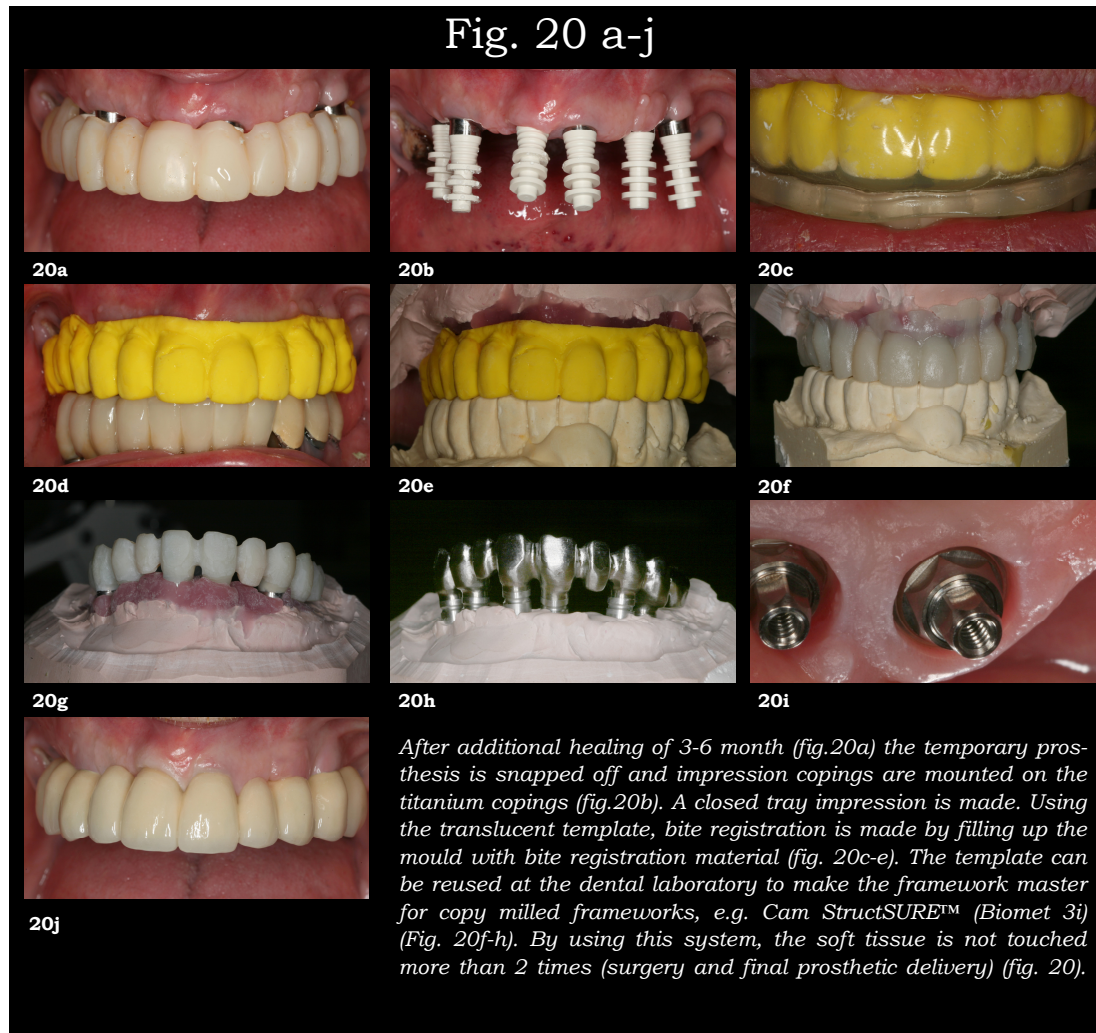 Fig. 20 a-j
20a
20b
20c
20d
20e
20f
20g
20h
20i
20j
After additional healing of 3-6 month (fig.20a) the temporary pros-
thesis is snapped off and impression copings are mounted on the
titanium copings (fig.20b). A closed tray impression is made. Using
the translucent template, bite registration is made by filling up the
mould with bite registration material (fig. 20c-e). The template can
be reused at the dental laboratory to make the framework master
for copy milled frameworks, e.g. Cam StructSURE™ (Biomet 3i)
(Fig. 20f-h). By using this system, the soft tissue is not touched
more than 2 times (surgery and final prosthetic delivery) (fig. 20).